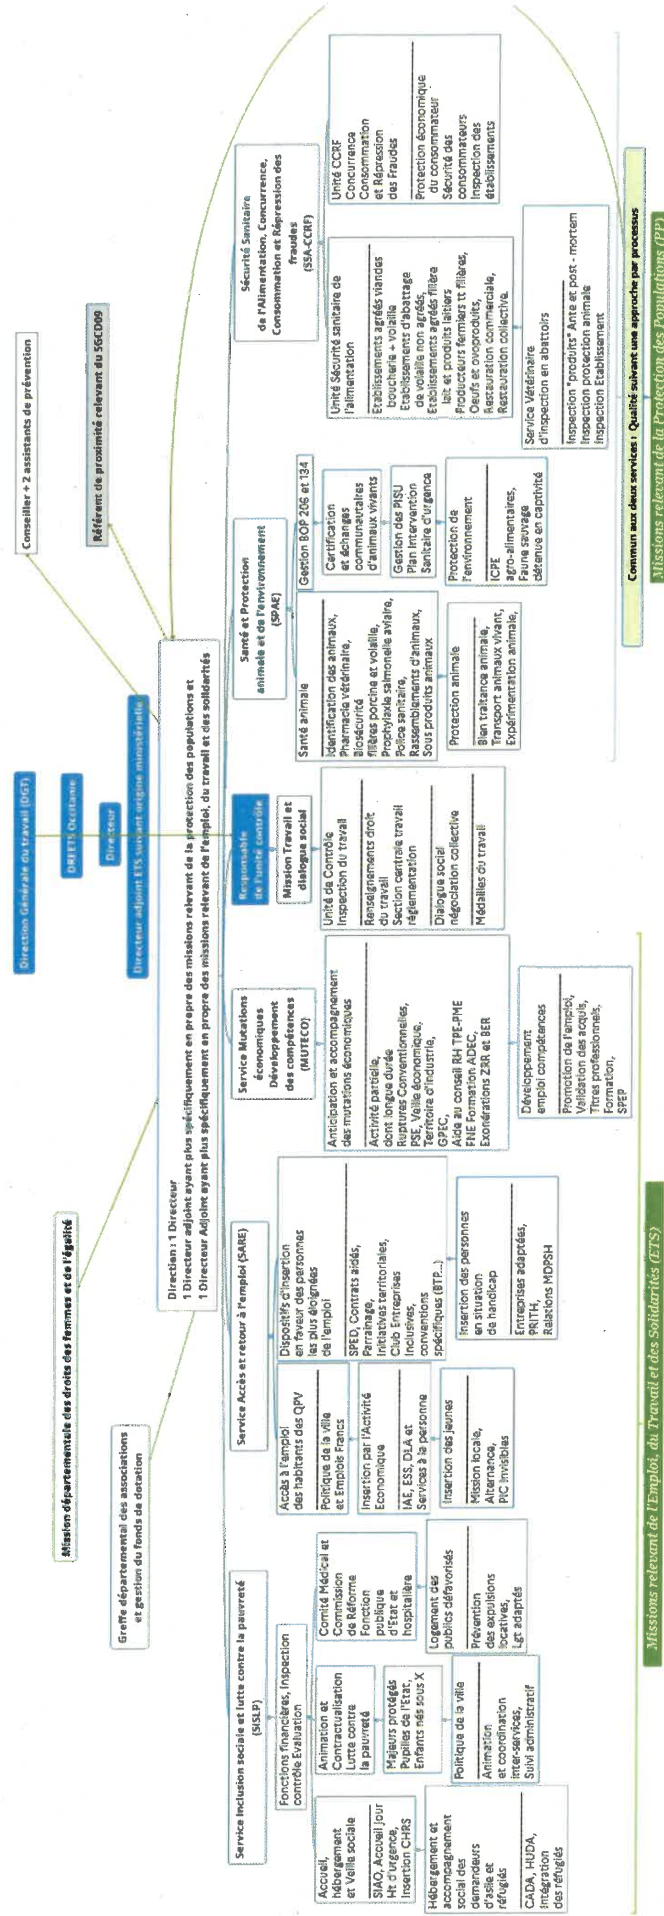 Direction Générale du travail (DGT)
DREETS Occitanie
Directeur
Directeur adjoint ETS suivant origine ministérielle
Conseiller + 2 assistants de prévention
Référent de proximité relevant du SGCD09
Mission départementale des droits des femmes et de l'égalité
Greffe départemental des associations
et gestion du fonds de dotation
Direction : 1 Directeur
1 Directeur adjoint ayant plus spécifiquement en propre des missions relevant de la protection des populations et
1 Directeur Adjoint ayant plus spécifiquement en propre des missions relevant de l'emploi, du travail et des solidarités
Service Inclusion sociale et lutte contre la pauvreté
(SISLP)
Fonctions financières, Inspection
contrôle Evaluation
Accueil,
hébergement
et Veille sociale
SIAO, Accueil jour
Ht d'urgence,
Insertion CHRS
Hébergement et
accompagnement
social des
demandeurs
d'asile et
réfugiés
CADA, HUDA,
Intégration
des réfugiés
Animation et
Contractualisation
Lutte contre
la pauvreté
Majeurs protégés
Pupilles de l'Etat,
Enfants nés sous X
Politique de la ville
Animation
et coordination
inter-services,
Suivi administratif
Comité Médical et
Commission
de Réforme
Fonction
publique
d'Etat et
hospitalière
Logement des
publics défavorisés
Prévention
des expulsions
locatives,
Lgt adaptés
Service Accès et retour à l'emploi (SARE)
Accès à l'emploi
des habitants des QPV
Politique de la ville
et Emplois Francs
Insertion par l'Activité
Economique
IAE, ESS, DLA et
Services à la personne
Insertion des jeunes
Mission locale,
Alternance,
PIC Invisibles
Dispositifs d'insertion
en faveur des personnes
les plus éloignées
de l'emploi
SPED, Contrats aidés,
Parrainage,
Initiatives territoriales,
Club Entreprises
Inclusives,
conventions
spécifiques (BTP...)
Insertion des personnes
en situation
de handicap
Entreprises adaptées,
PRITH,
Relations MDPSH
Service Mutations
économiques
Développement
des compétences
(MUTECO)
Anticipation et accompagnement
des mutations économiques
Activité partielle,
dont longue durée
Ruptures Conventionnelles,
PSE, Veille économique,
Territoire d'industrie,
GPEC,
Aide au conseil RH TPE-PME
FNE Formation ADEC,
Exonérations ZRR et BER
Développement
emploi compétences
Promotion de l'emploi,
Validation des acquis,
Titres professionnels,
Formation,
SPEP
Responsable
de l'unité contrôle
Mission Travail et
dialogue social
Unité de Contrôle
Inspection du travail
Renseignements droit
du travail
Section centrale travail
réglementation
Dialogue social
négociation collective
Médailles du travail
Santé et Protection
animale et de l'environnement
(SPAE)
Santé animale
Identification des animaux,
Pharmacie vétérinaire,
Biosécurité
filières porcine et volaille,
Prophylaxie salmonelle aviaire,
Police sanitaire,
Rassemblements d'animaux,
Sous produits animaux
Protection animale
Bien traitance animale,
Transport animaux vivant,
Expérimentation animale,
Gestion BOP 206 et 134
Certification
et échanges
communautaires
d'animaux vivants
Gestion des PISU
Plan Intervention
Sanitaire d'urgence
Protection de
l'environnement
ICPE
agro-alimentaires,
Faune sauvage
détenue en captivité
Sécurité Sanitaire
de l'Alimentation, Concurrence,
Consommation et Répression des
fraudes
(SSA-CCRF)
Unité Sécurité sanitaire de
l'alimentation
Etablissements agréés viandes
boucherie + volaille
Etablissements d'abattage
de volaille non agréés,
Etablissements agréés filière
lait et produits laitiers
Producteurs fermiers tt filières,
Oeufs et ovoproduits,
Restauration commerciale,
Restauration collective.
Service Vétérinaire
d'inspection en abattoirs
Inspection "produits" Ante et post - mortem
Inspection protection animale
Inspection Etablissement
Unité CCRF
Concurrence
Consommation
et Répression
des Fraudes
Protection économique
du consommateur
Sécurité des
consommateurs
Inspection des
établissements
Commun aux deux services : Qualité suivant une approche par processus
Missions relevant de l'Emploi, du Travail et des Solidarités (ETS)
Missions relevant de la Protection des Populations (PP)